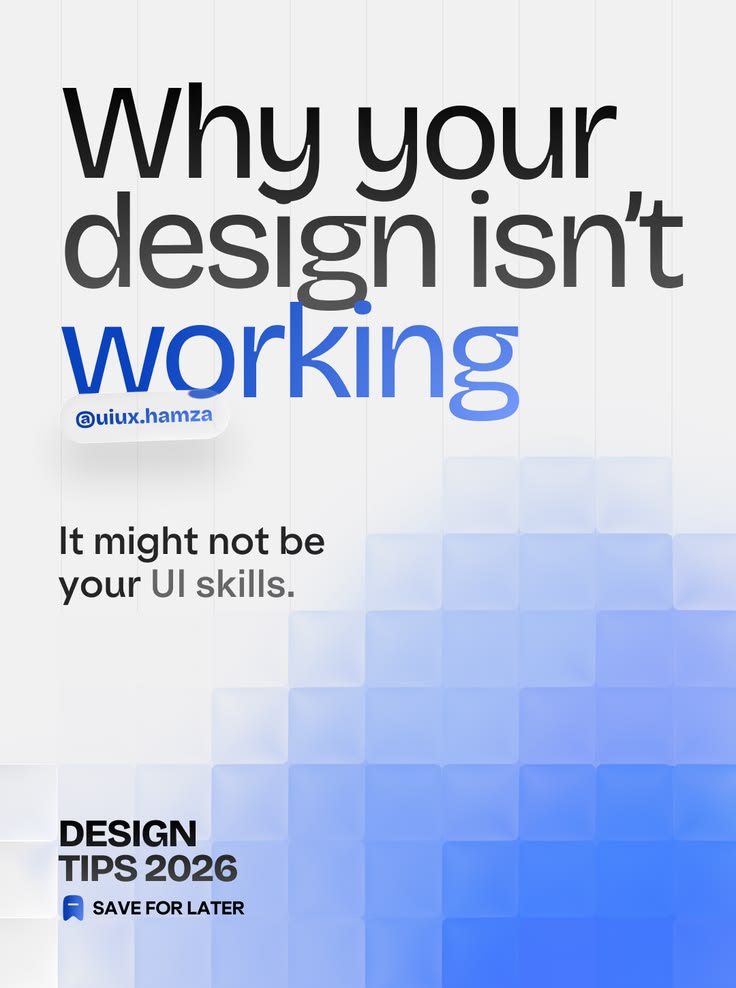 Why your
design isn’t
working
@uiux.hamza
It might not be
your UI skills.
DESIGN
TIPS 2026
SAVE FOR LATER